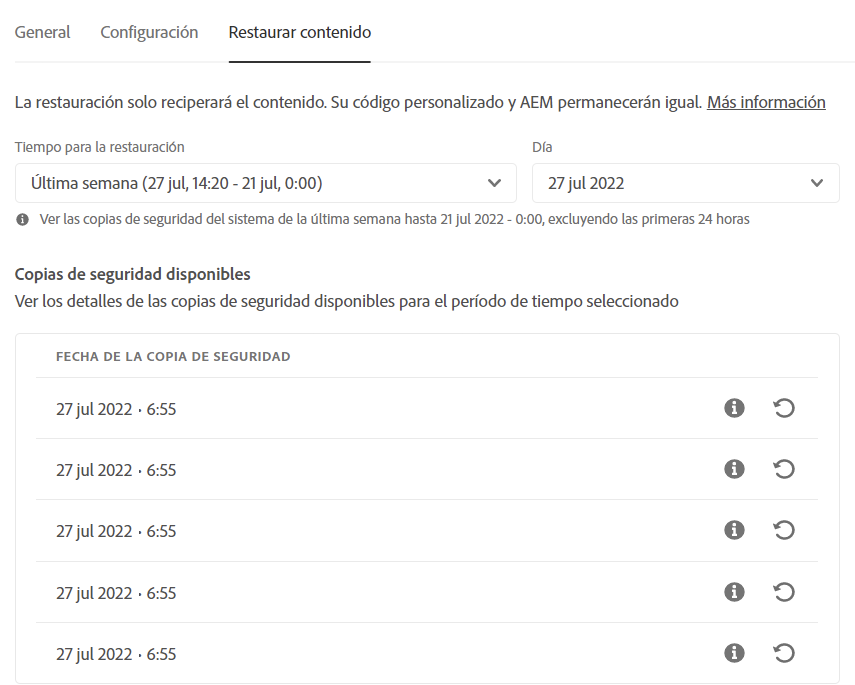 General Configuración Restaurar contenido
La restauración solo reciperará el contenido. Su código personalizado y AEM permanecerán igual. Más información
Tiempo para la restauración Día
Última semana (27 jul, 14:20 - 21 jul, 0:00) 27 jul 2022
Ver las copias de seguridad del sistema de la última semana hasta 21 jul 2022 - 0:00, excluyendo las primeras 24 horas
Copias de seguridad disponibles
Ver los detalles de las copias de seguridad disponibles para el período de tiempo seleccionado
FECHA DE LA COPIA DE SEGURIDAD
27 jul 2022 · 6:55
27 jul 2022 · 6:55
27 jul 2022 · 6:55
27 jul 2022 · 6:55
27 jul 2022 · 6:55